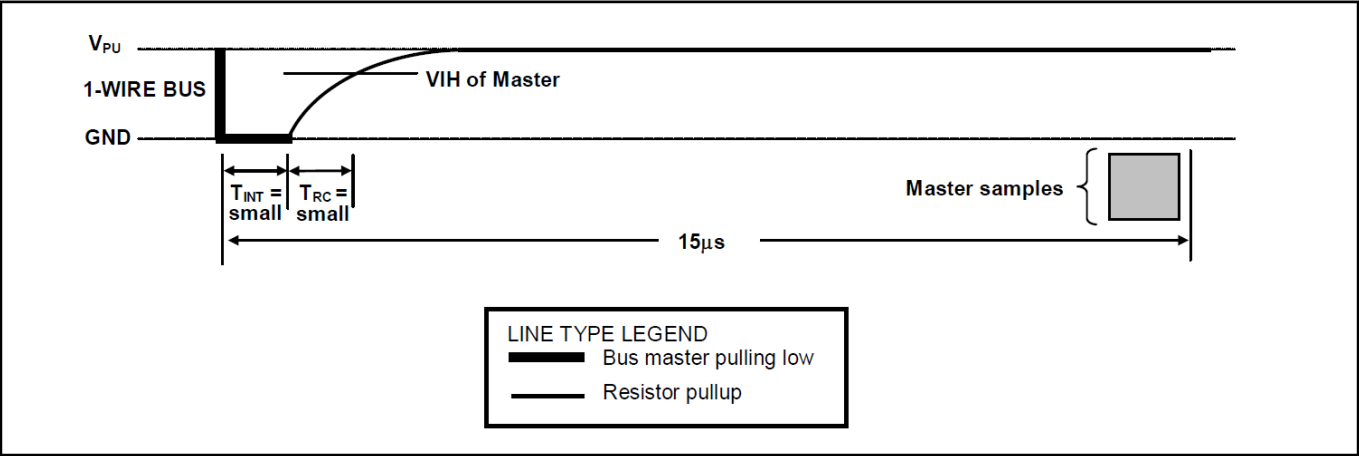 VPU
1-WIRE BUS
VIH of Master
GND
TINT =
small
TRC =
small
Master samples
15μs
LINE TYPE LEGEND
Bus master pulling low
Resistor pullup